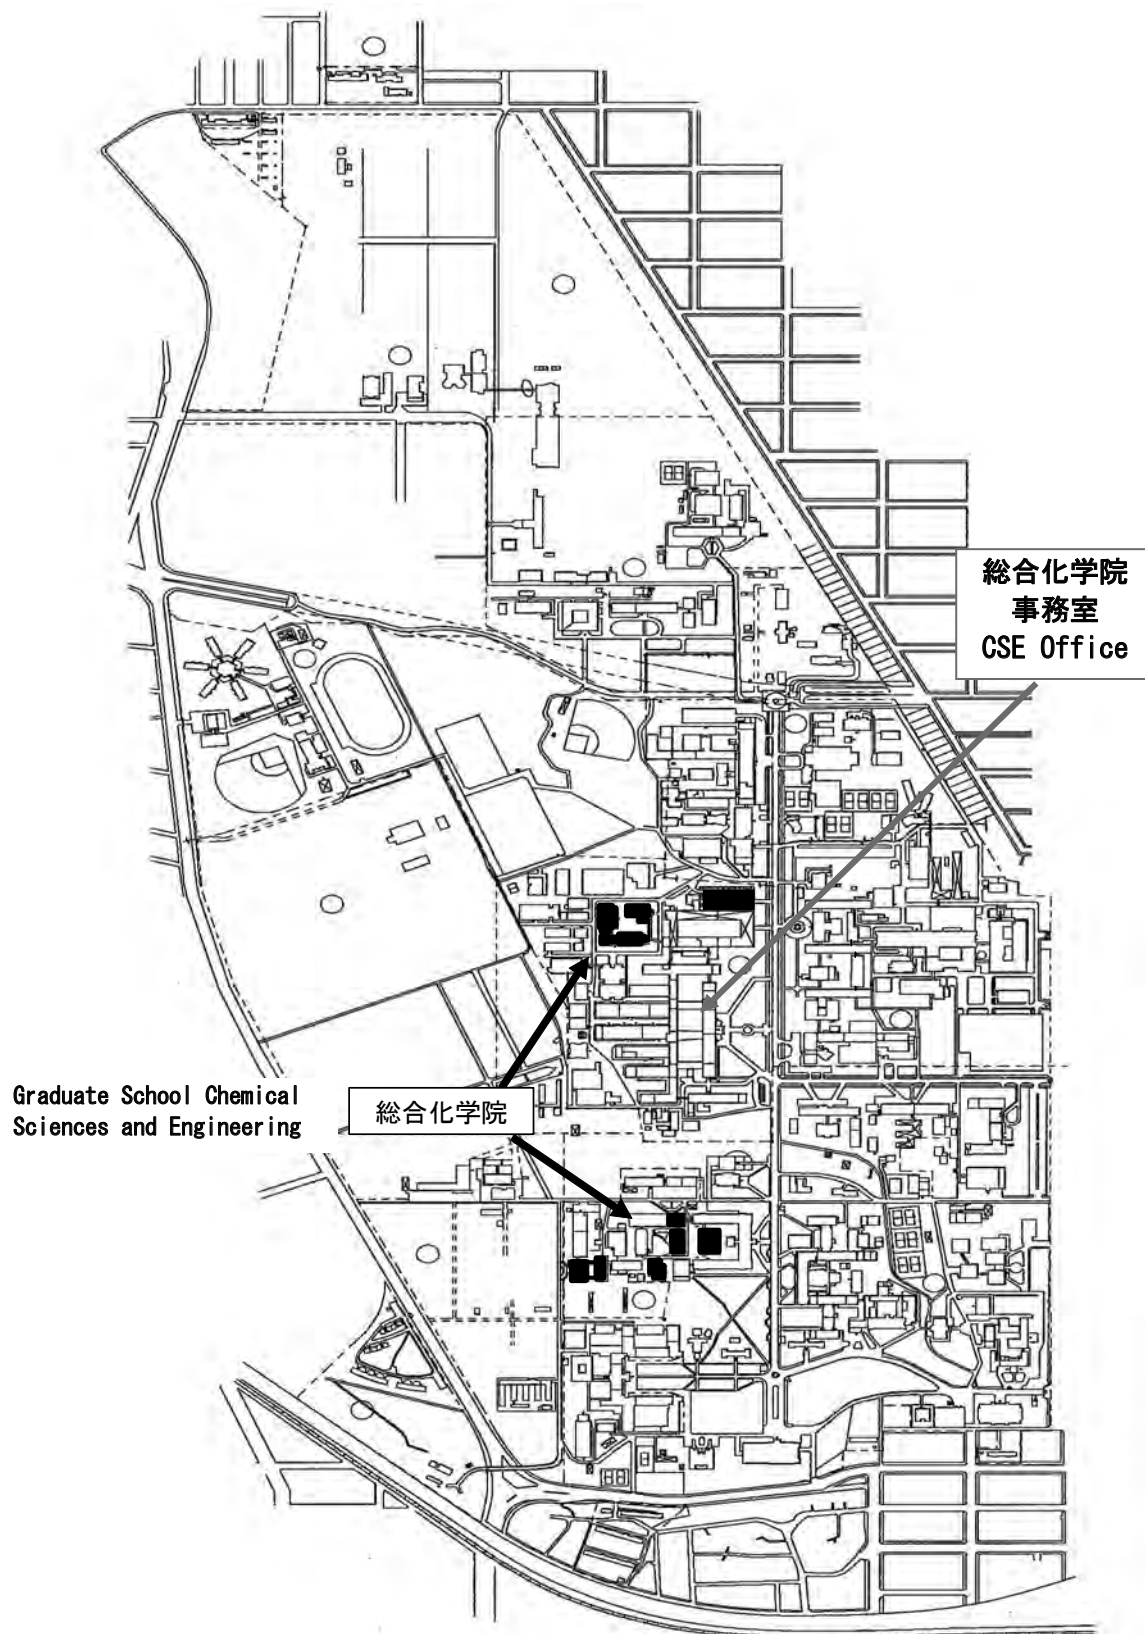 総合化学院
事務室
CSE Office
Graduate School Chemical
Sciences and Engineering
総合化学院